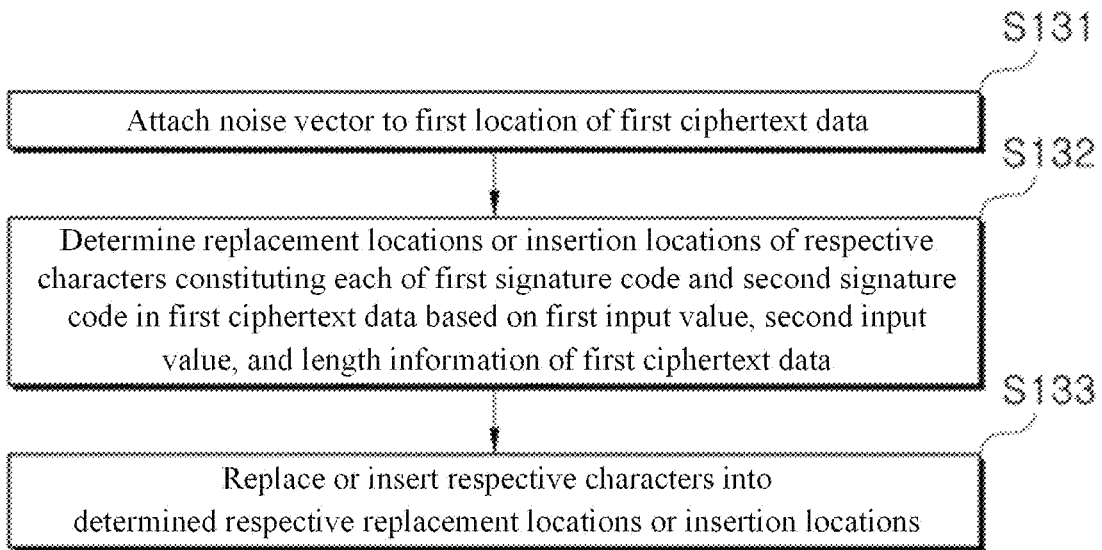 S131
Attach noise vector to first location of first ciphertext data
S132
Determine replacement locations or insertion locations of respective
characters constituting each of first signature code and second signature
code in first ciphertext data based on first input value, second input
value, and length information of first ciphertext data
S133
Replace or insert respective characters into
determined respective replacement locations or insertion locations